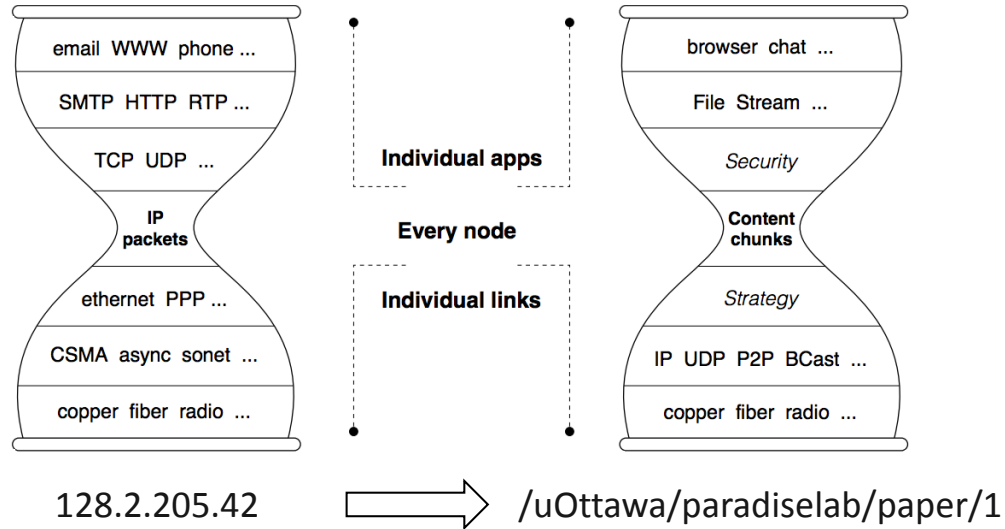 email WWW phone ...
SMTP HTTP RTP ...
TCP UDP ...
IP
packets
ethernet PPP ...
CSMA async sonet ...
copper fiber radio ...
Individual apps
Every node
Individual links
browser chat ...
File Stream ...
Security
Content
chunks
Strategy
IP UDP P2P BCast ...
copper fiber radio ...
128.2.205.42
/uOttawa/paradiselab/paper/1